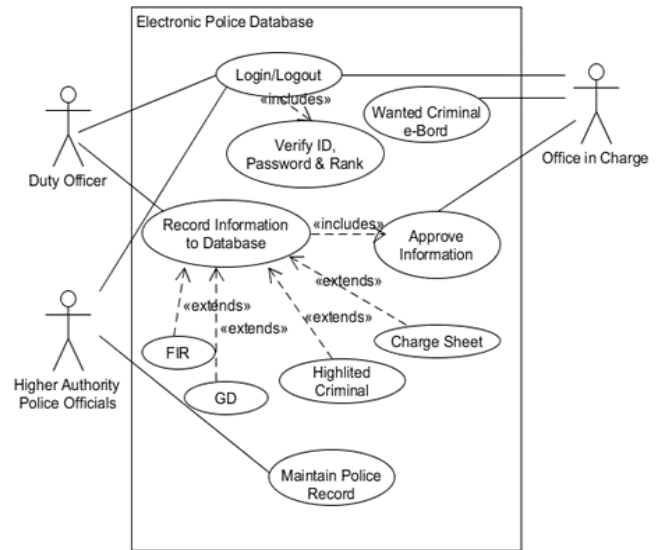 Electronic Police Database
Login/Logout
«includes»
Wanted Criminal
e-Bord
Verify ID,
Password & Rank
Duty Officer
Office in Charge
Record Information
to Database
«includes»
Approve
Information
«extends»
«extends»
«extends»
«extends»
FIR
Charge Sheet
Highlited
Criminal
GD
Higher Authority
Police Officials
Maintain Police
Record